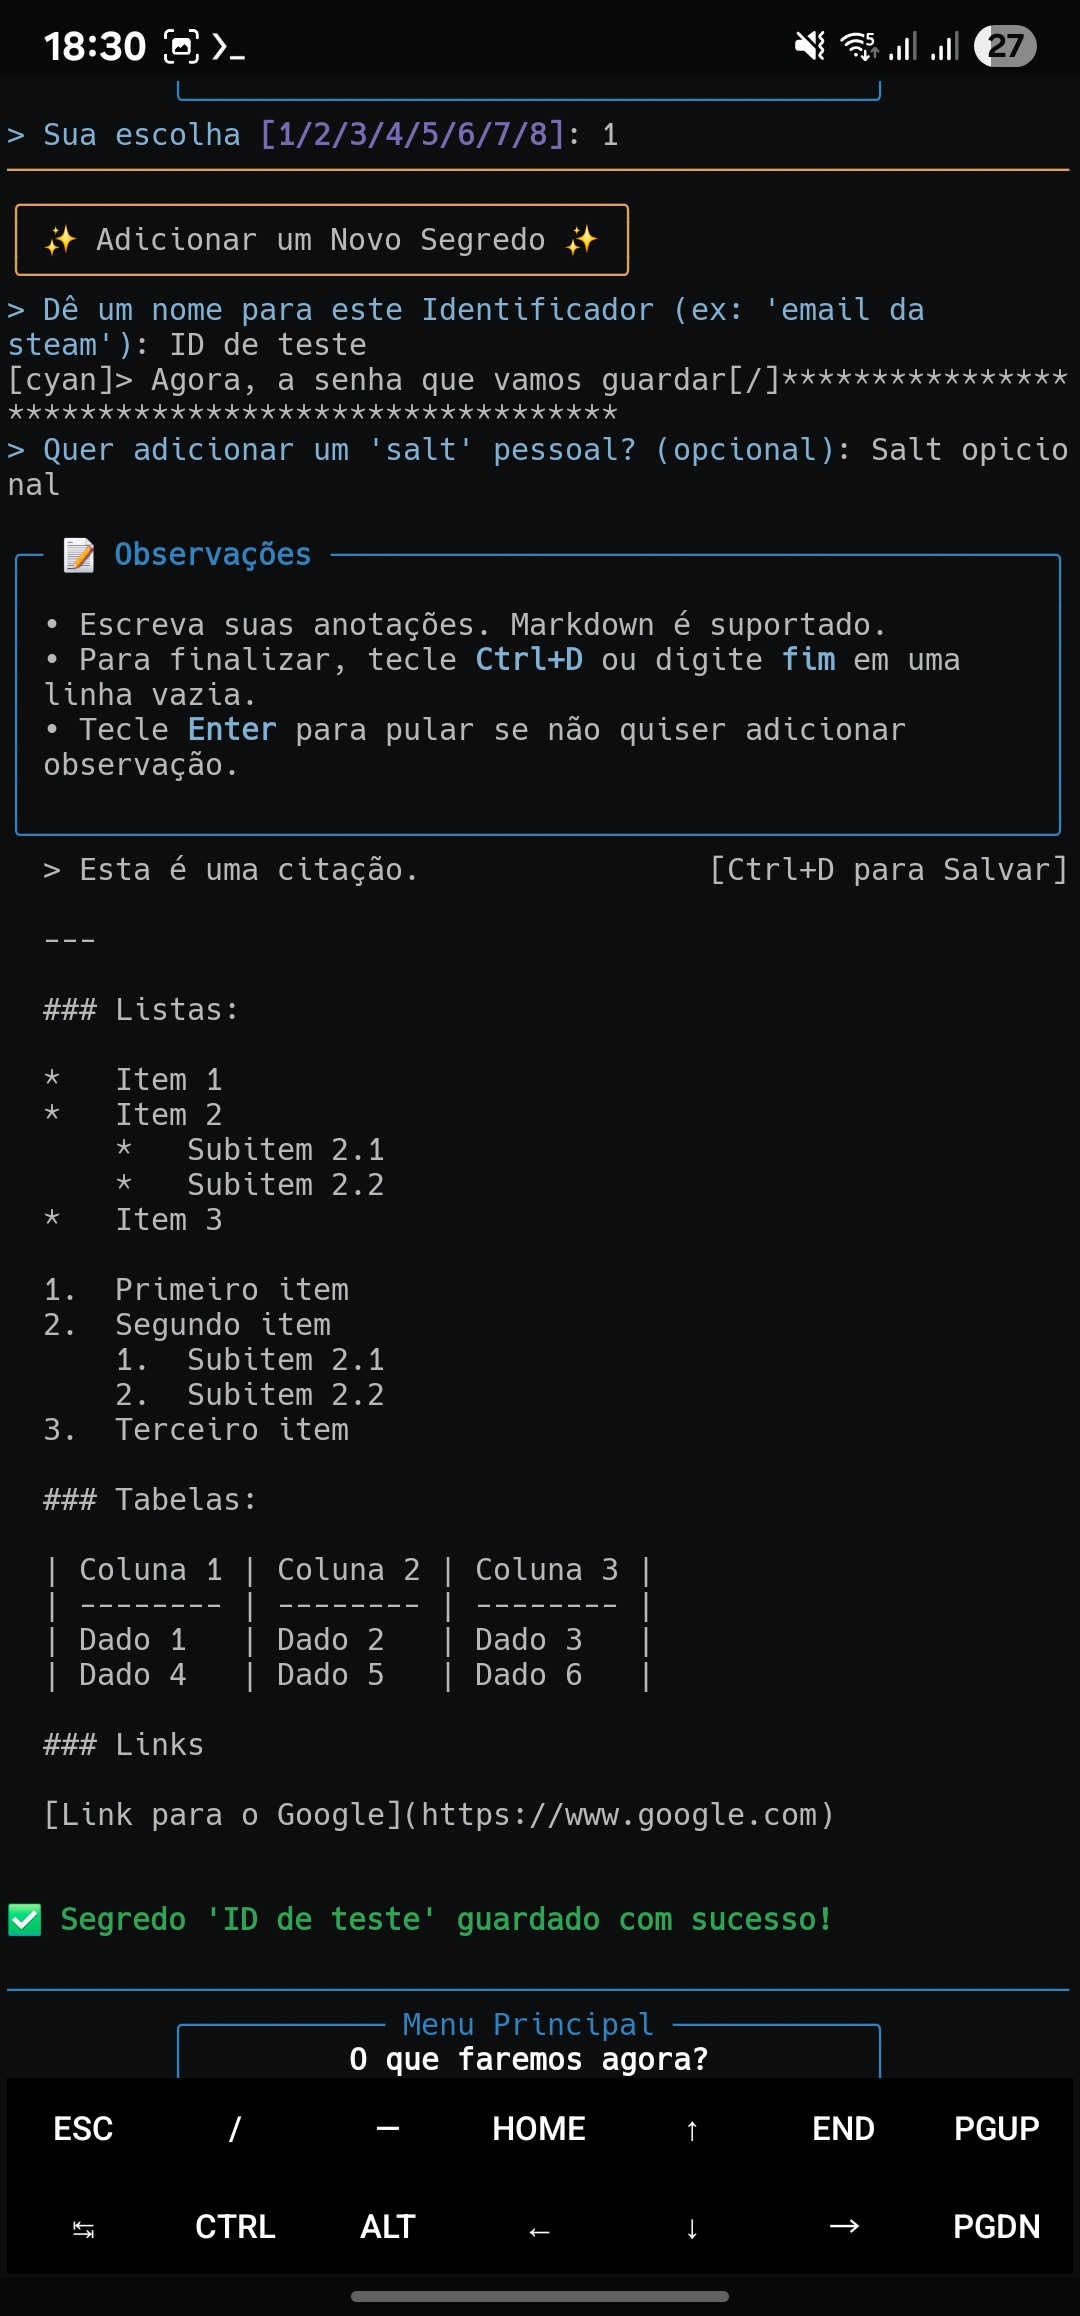 18:30 27
> Sua escolha [1/2/3/4/5/6/7/8]: 1
✨ Adicionar um Novo Segredo ✨
> Dê um nome para este Identificador (ex: 'email da
steam'): ID de teste
[cyan]> Agora, a senha que vamos guardar[/]****************
**********************************
> Quer adicionar um 'salt' pessoal? (opcional): Salt opicio
nal
📝 Observações
• Escreva suas anotações. Markdown é suportado.
• Para finalizar, tecle Ctrl+D ou digite fim em uma
linha vazia.
• Tecle Enter para pular se não quiser adicionar
observação.
> Esta é uma citação. [Ctrl+D para Salvar]
---
### Listas:
*   Item 1
*   Item 2
    *   Subitem 2.1
    *   Subitem 2.2
*   Item 3
1.  Primeiro item
2.  Segundo item
    1.  Subitem 2.1
    2.  Subitem 2.2
3.  Terceiro item
### Tabelas:
| Coluna 1 | Coluna 2 | Coluna 3 |
| -------- | -------- | -------- |
| Dado 1   | Dado 2   | Dado 3   |
| Dado 4   | Dado 5   | Dado 6   |
### Links
[Link para o Google](https://www.google.com)
✅ Segredo 'ID de teste' guardado com sucesso!
Menu Principal
O que faremos agora?
ESC / — HOME ↑ END PGUP
↹ CTRL ALT ← ↓ → PGDN